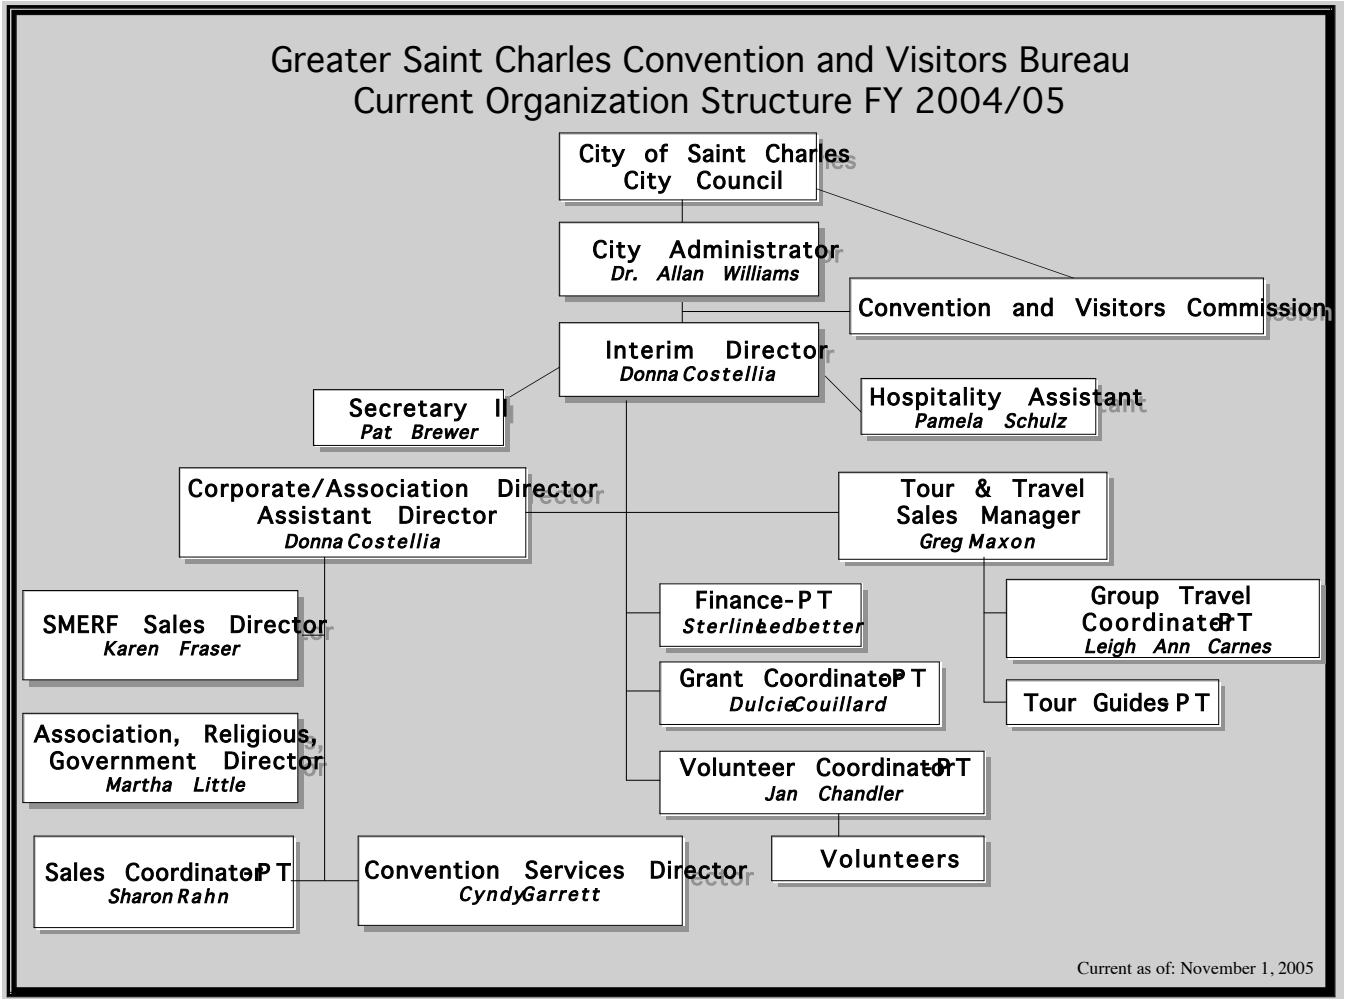 Greater Saint Charles Convention and Visitors Bureau
Current Organization Structure FY 2004/05
City of Saint Charles
City Council
City Administrator
Dr. Allan Williams
Convention and Visitors Commission
Interim Director
Donna Costellia
Secretary II
Pat Brewer
Hospitality Assistant
Pamela Schulz
Corporate/Association Director
Assistant Director
Donna Costellia
Tour & Travel
Sales Manager
Greg Maxon
SMERF Sales Director
Karen Fraser
Finance-PT
Sterling Ledbetter
Group Travel
Coordinator-PT
Leigh Ann Carnes
Grant Coordinator-PT
Dulcie Couillard
Tour Guides-PT
Association, Religious,
Government Director
Martha Little
Volunteer Coordinator-PT
Jan Chandler
Sales Coordinator-PT
Sharon Rahn
Convention Services Director
Cyndy Garrett
Volunteers
Current as of: November 1, 2005